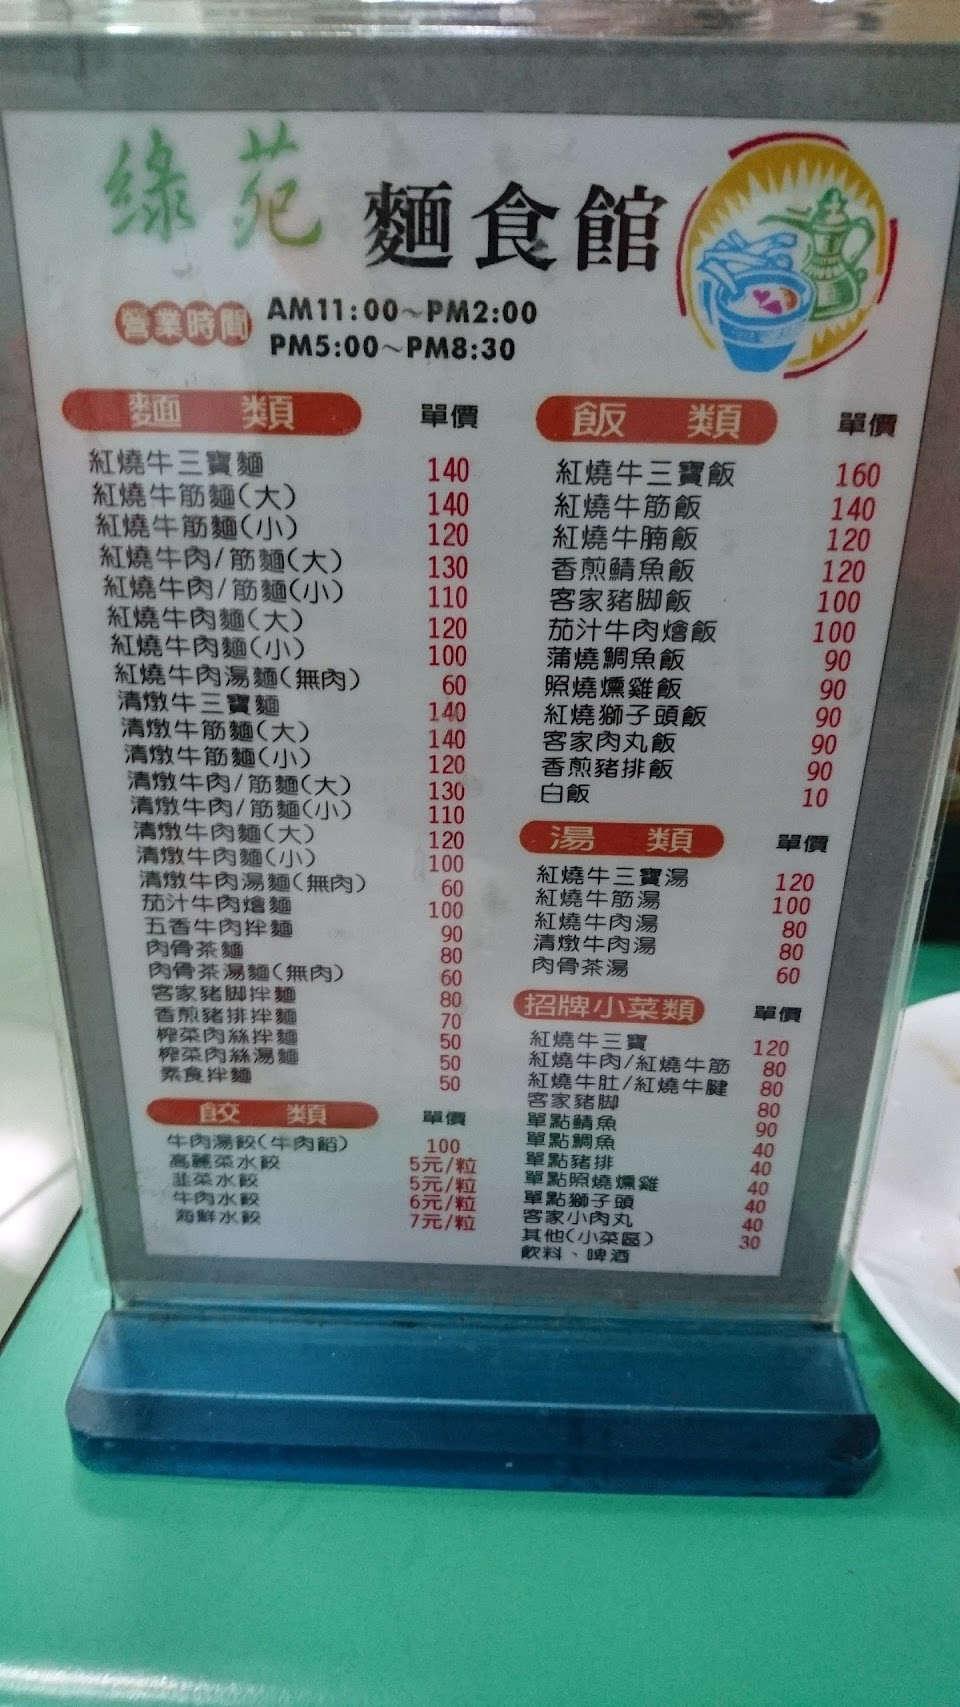 綠苑 麵食館
營業時間 AM11:00~PM2:00
PM5:00~PM8:30
麵類 單價
紅燒牛三寶麵 140
紅燒牛筋麵(大) 140
紅燒牛筋麵(小) 120
紅燒牛肉/筋麵(大) 130
紅燒牛肉/筋麵(小) 110
紅燒牛肉麵(大) 120
紅燒牛肉麵(小) 100
紅燒牛肉湯麵(無肉) 60
清燉牛三寶麵 140
清燉牛筋麵(大) 140
清燉牛筋麵(小) 120
清燉牛肉/筋麵(大) 130
清燉牛肉/筋麵(小) 110
清燉牛肉麵(大) 120
清燉牛肉麵(小) 100
清燉牛肉湯麵(無肉) 60
茄汁牛肉燴麵 100
五香牛肉拌麵 90
肉骨茶麵 80
肉骨茶湯麵(無肉) 60
客家豬脚拌麵 80
香煎豬排拌麵 70
榨菜肉絲拌麵 50
榨菜肉絲湯麵 50
素食拌麵 50
餃類 單價
牛肉湯餃(牛肉餡) 100
高麗菜水餃 5元/粒
韭菜水餃 5元/粒
牛肉水餃 6元/粒
海鮮水餃 7元/粒
飯類 單價
紅燒牛三寶飯 160
紅燒牛筋飯 140
紅燒牛腩飯 120
香煎鯖魚飯 120
客家豬脚飯 100
茄汁牛肉燴飯 100
蒲燒鯛魚飯 90
照燒燻雞飯 90
紅燒獅子頭飯 90
客家肉丸飯 90
香煎豬排飯 90
白飯 10
湯類 單價
紅燒牛三寶湯 120
紅燒牛筋湯 100
紅燒牛肉湯 80
清燉牛肉湯 80
肉骨茶湯 60
招牌小菜類 單價
紅燒牛三寶 120
紅燒牛肉/紅燒牛筋 80
紅燒牛肚/紅燒牛腱 80
客家豬脚 80
單點鯖魚 90
單點鯛魚 40
單點豬排 40
單點照燒燻雞 40
單點獅子頭 40
客家小肉丸 40
其他(小菜區) 30
飲料、啤酒